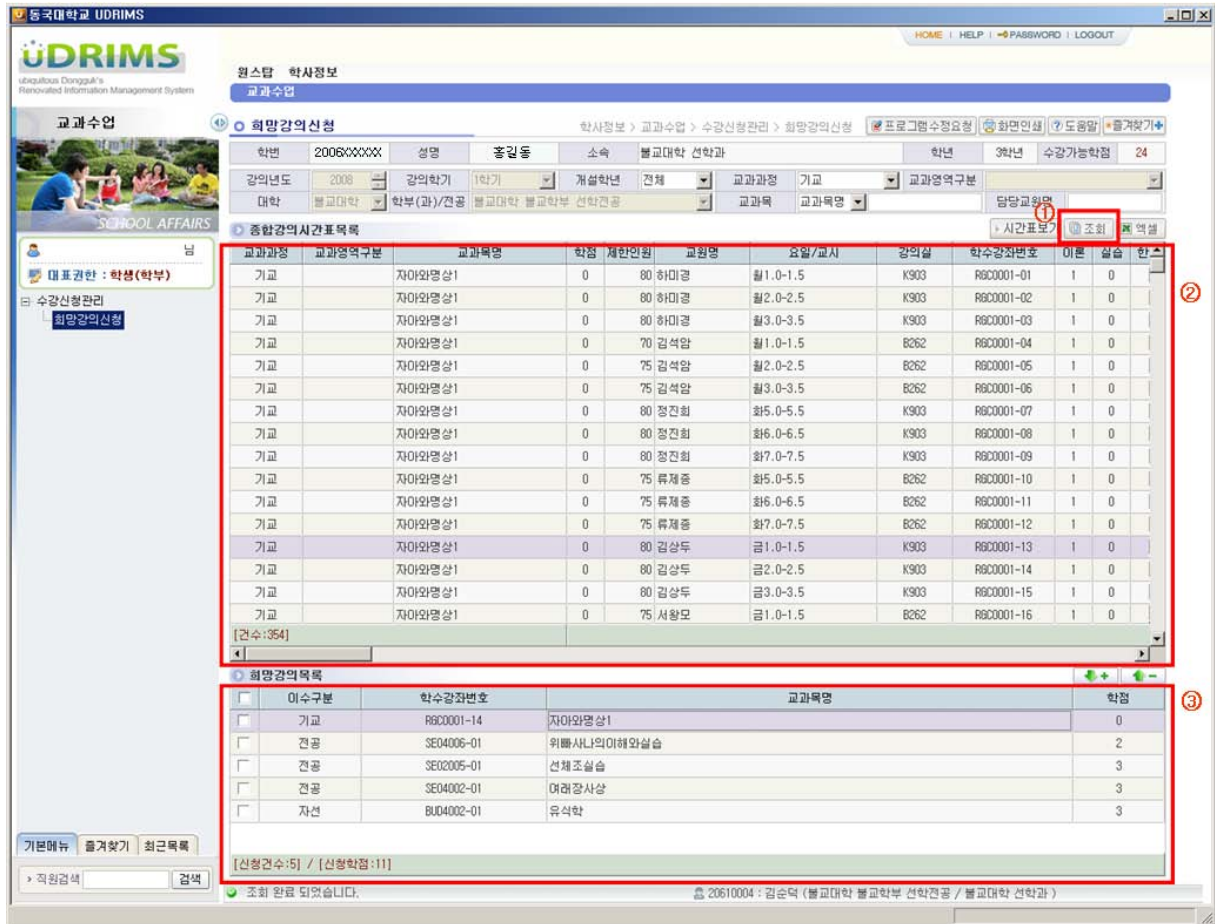 동국대학교 UDRIMS
HOME | HELP | PASSWORD | LOGOUT
UDRIMS
ubiquitous Dongguk's
Renovated Information Management System
원스탑 학사정보
교과수업
교과수업
희망강의신청 학사정보 > 교과수업 > 수강신청관리 > 희망강의신청 프로그램수정요청 화면인쇄 도움말 즐겨찾기
학번 2006XXXXXX 성명 홍길동 소속 불교대학 선학과 학년 3학년 수강가능학점 24
강의년도 2008 강의학기 1학기 개설학년 전체 교과과정 기교 교과영역구분
대학 불교대학 학부(과)/전공 불교대학 불교학부 선학전공 교과목 교과목명 담당교원명
SCHOOL AFFAIRS
①
종합강의시간표목록 시간표보기 조회 엑셀
님
대표권한 : 학생(학부)
수강신청관리
희망강의신청
②
교과과정 교과영역구분 교과목명 학점 제한인원 교원명 요일/교시 강의실 학수강좌번호 이론 실습 한
기교 자아와명상1 0 80 하미경 월1.0-1.5 K903 RGC0001-01 1 0
기교 자아와명상1 0 80 하미경 월2.0-2.5 K903 RGC0001-02 1 0
기교 자아와명상1 0 80 하미경 월3.0-3.5 K903 RGC0001-03 1 0
기교 자아와명상1 0 70 김석암 월1.0-1.5 B262 RGC0001-04 1 0
기교 자아와명상1 0 75 김석암 월2.0-2.5 B262 RGC0001-05 1 0
기교 자아와명상1 0 75 김석암 월3.0-3.5 B262 RGC0001-06 1 0
기교 자아와명상1 0 80 정진희 화5.0-5.5 K903 RGC0001-07 1 0
기교 자아와명상1 0 80 정진희 화6.0-6.5 K903 RGC0001-08 1 0
기교 자아와명상1 0 80 정진희 화7.0-7.5 K903 RGC0001-09 1 0
기교 자아와명상1 0 75 류제종 화5.0-5.5 B262 RGC0001-10 1 0
기교 자아와명상1 0 75 류제종 화6.0-6.5 B262 RGC0001-11 1 0
기교 자아와명상1 0 75 류제종 화7.0-7.5 B262 RGC0001-12 1 0
기교 자아와명상1 0 80 김상두 금1.0-1.5 K903 RGC0001-13 1 0
기교 자아와명상1 0 80 김상두 금2.0-2.5 K903 RGC0001-14 1 0
기교 자아와명상1 0 80 김상두 금3.0-3.5 K903 RGC0001-15 1 0
기교 자아와명상1 0 75 서왕모 금1.0-1.5 B262 RGC0001-16 1 0
[건수:354]
희망강의목록
③
이수구분 학수강좌번호 교과목명 학점
기교 RGC0001-14 자아와명상1 0
전공 SEO4006-01 위빠사나의이해와실습 2
전공 SEO2005-01 선체조실습 3
전공 SEO4002-01 여래장사상 3
자선 BUD4002-01 유식학 3
[신청건수:5] / [신청학점:11]
기본메뉴 즐겨찾기 최근목록
직원검색 검색
조회 완료 되었습니다. 20610004 : 김순덕 (불교대학 불교학부 선학전공 / 불교대학 선학과 )